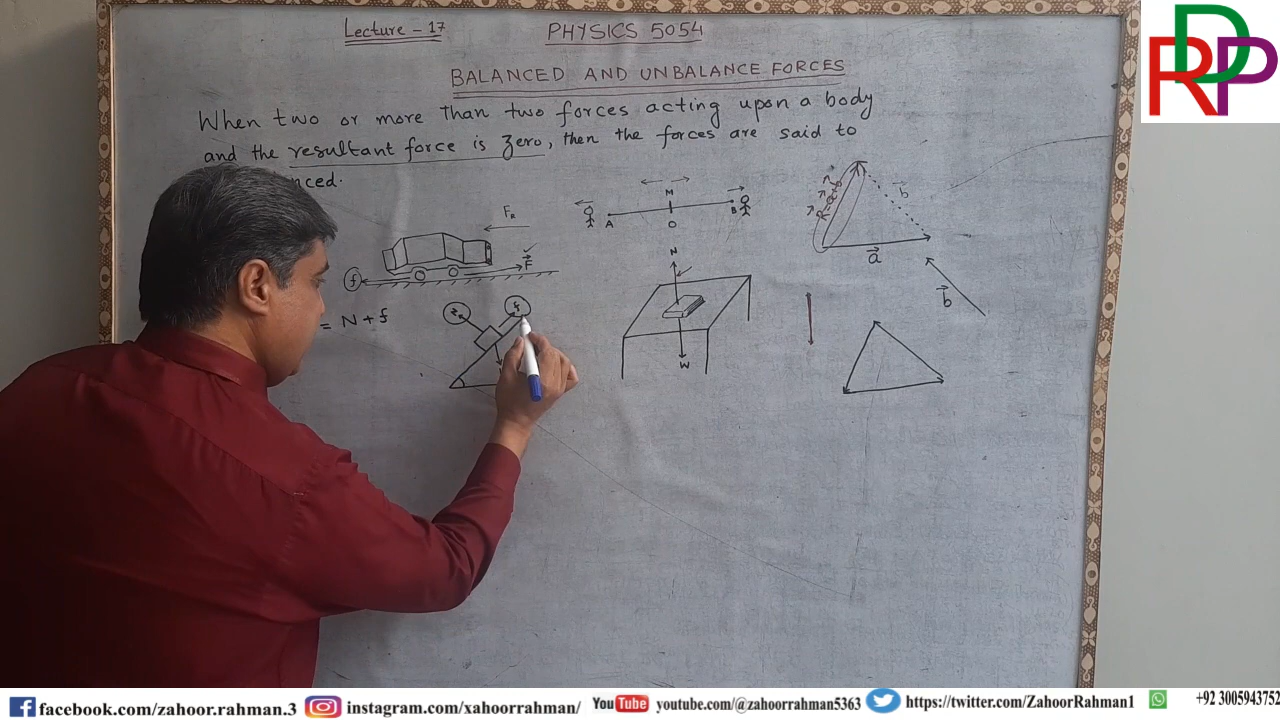 Lecture - 17
PHYSICS 5054
RDP
BALANCED AND UNBALANCE FORCES
When two or more than two forces acting upon a body
and the resultant force is zero, then the forces are said to
nced.
M
A
O
B
b
a
b
FR
F
f
N
W
= N + f
f
facebook.com/zahoor.rahman.3
instagram.com/xahoorrahman/
YouTube youtube.com/@zahoorrahman5363
https://twitter.com/ZahoorRahman1
+92 3005943752